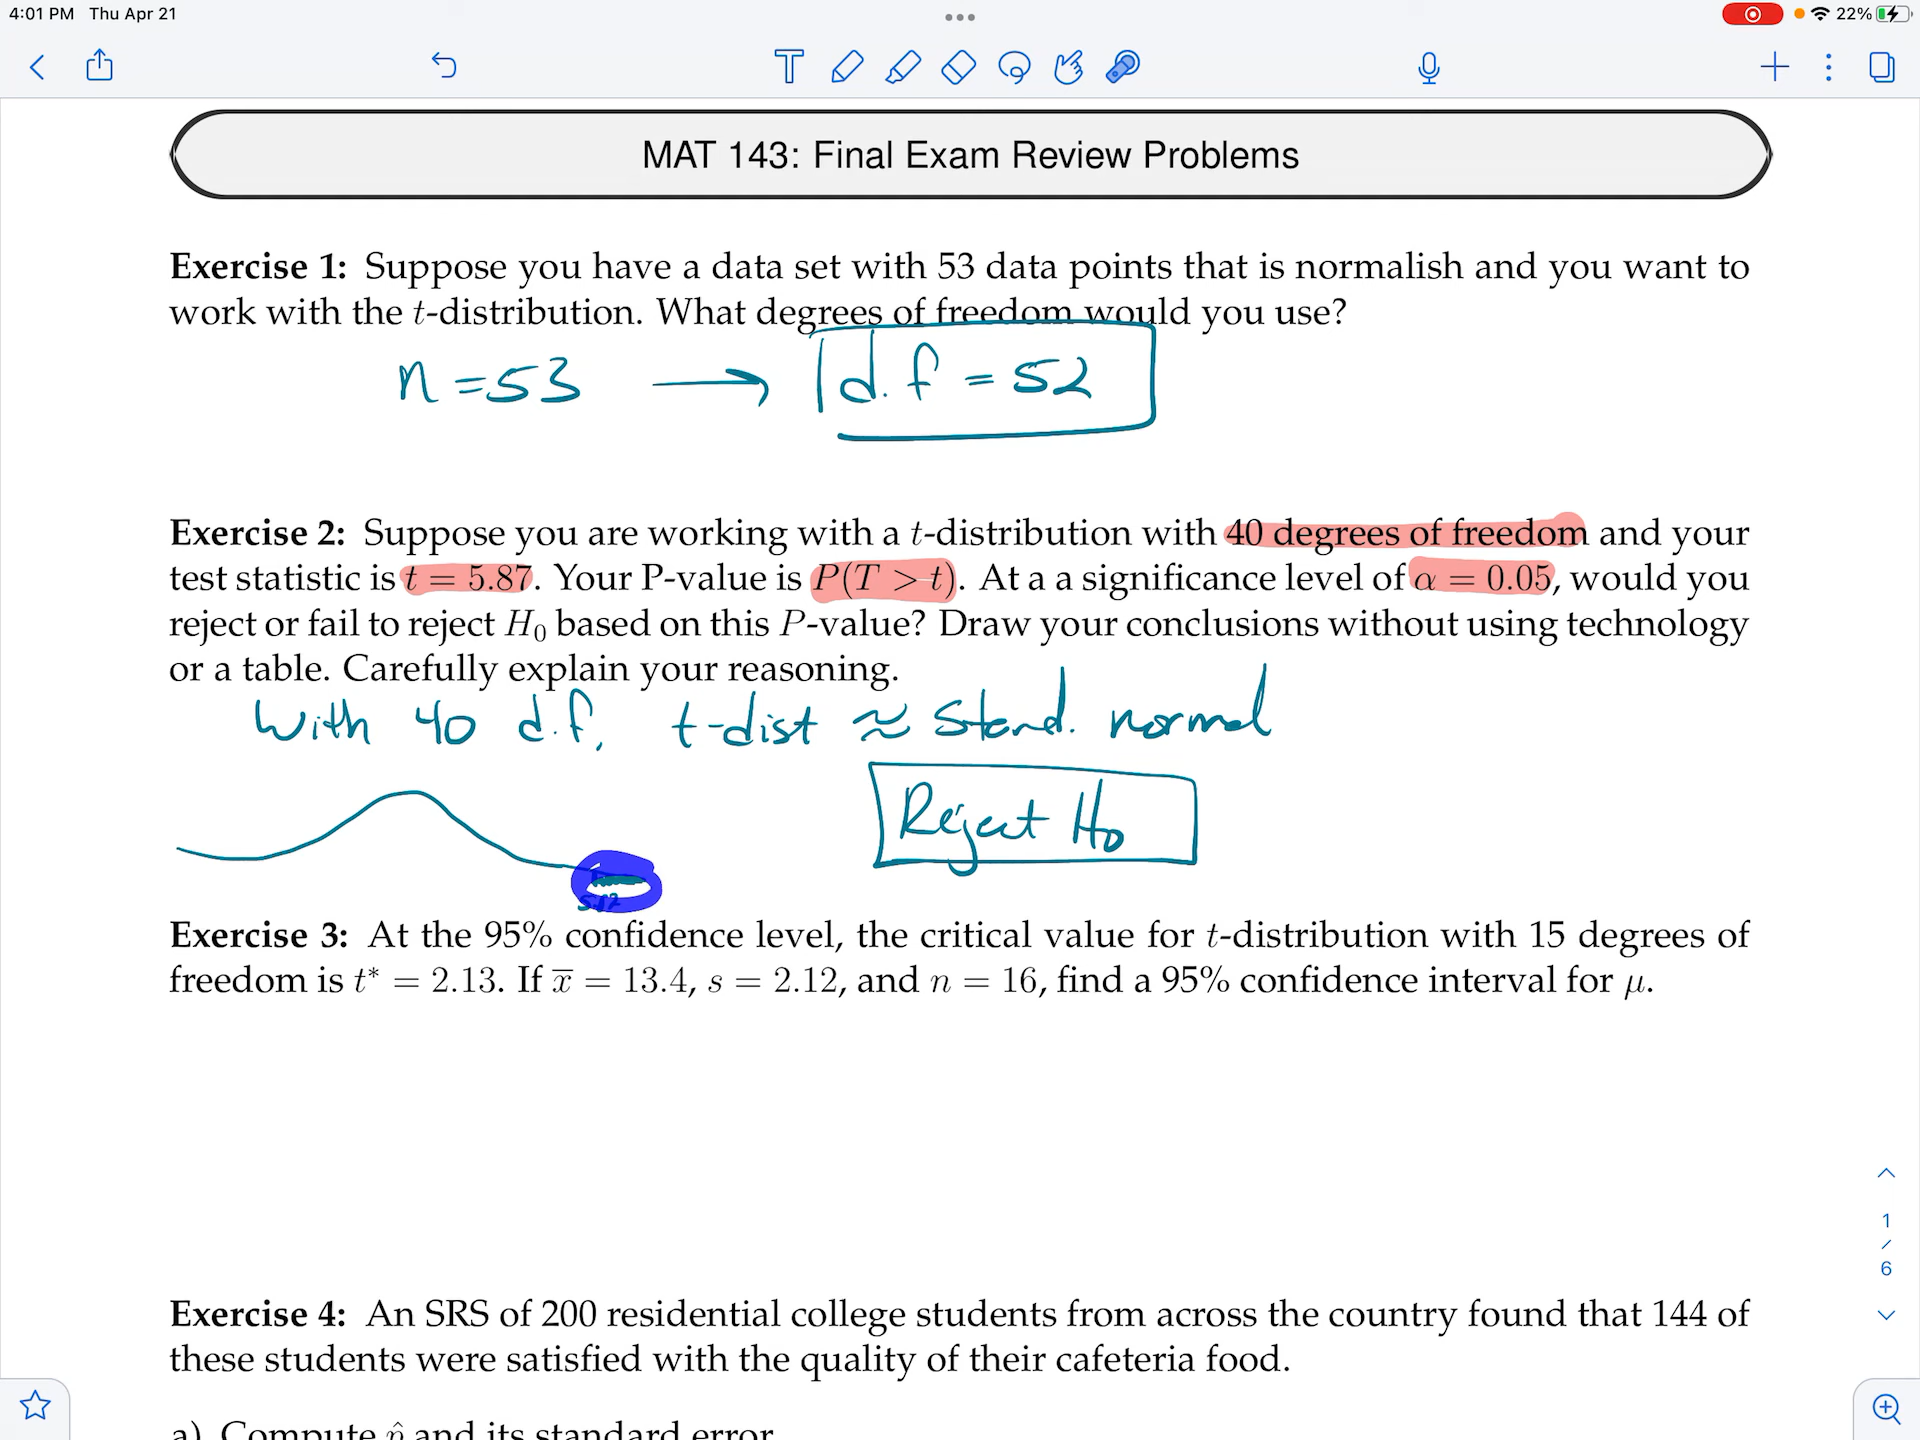 4:01 PM Thu Apr 21
22%
MAT 143: Final Exam Review Problems
Exercise 1: Suppose you have a data set with 53 data points that is normalish and you want to
work with the t-distribution. What degrees of freedom would you use?
n = 53 → d.f = 52
Exercise 2: Suppose you are working with a t-distribution with 40 degrees of freedom and your
test statistic is t = 5.87. Your P-value is P(T > t). At a a significance level of α = 0.05, would you
reject or fail to reject H₀ based on this P-value? Draw your conclusions without using technology
or a table. Carefully explain your reasoning.
With 40 d.f. t-dist ≈ Stand. normal
Reject H₀
Exercise 3: At the 95% confidence level, the critical value for t-distribution with 15 degrees of
freedom is t* = 2.13. If x̅ = 13.4, s = 2.12, and n = 16, find a 95% confidence interval for μ.
1
/
6
Exercise 4: An SRS of 200 residential college students from across the country found that 144 of
these students were satisfied with the quality of their cafeteria food.
a) Compute p̂ and its standard error.